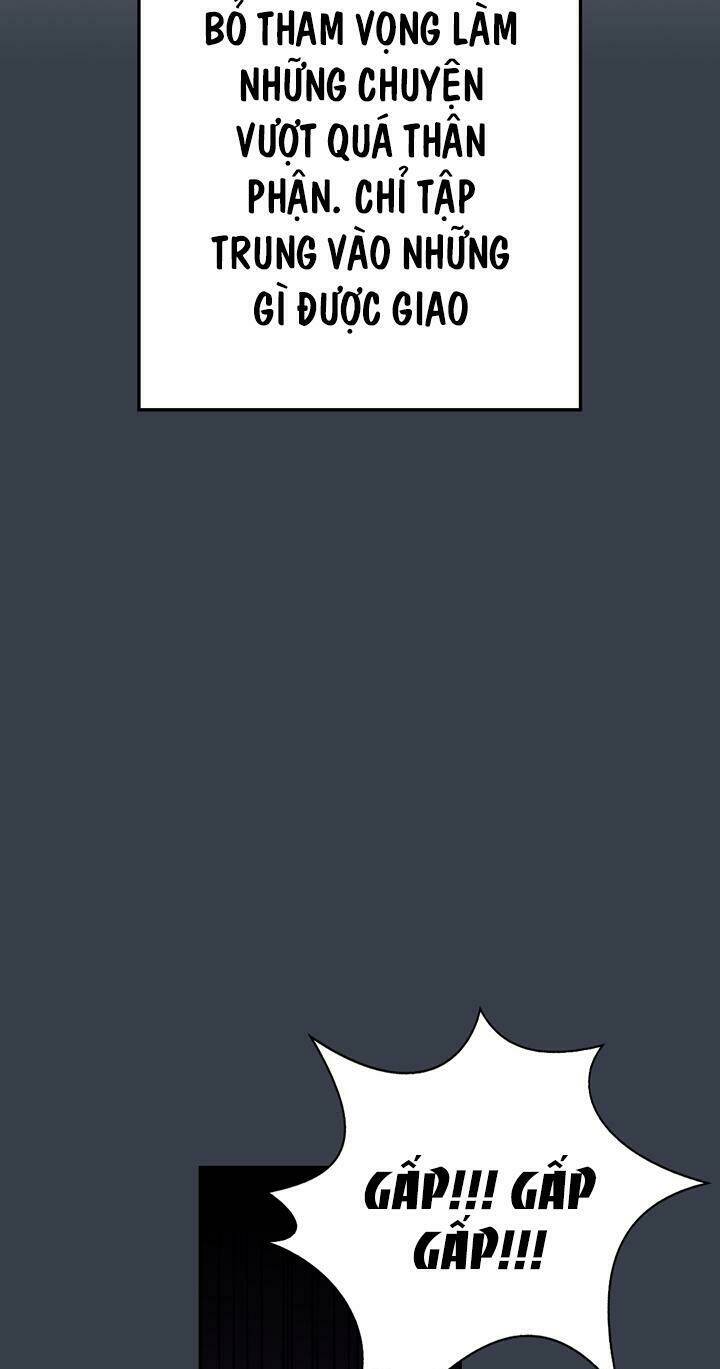 BỎ THAM VỌNG LÀM
NHỮNG CHUYỆN
VƯỢT QUÁ THÂN
PHẬN. CHỈ TẬP
TRUNG VÀO NHỮNG
GÌ ĐƯỢC GIAO
GẤP!!! GẤP
GẤP!!!